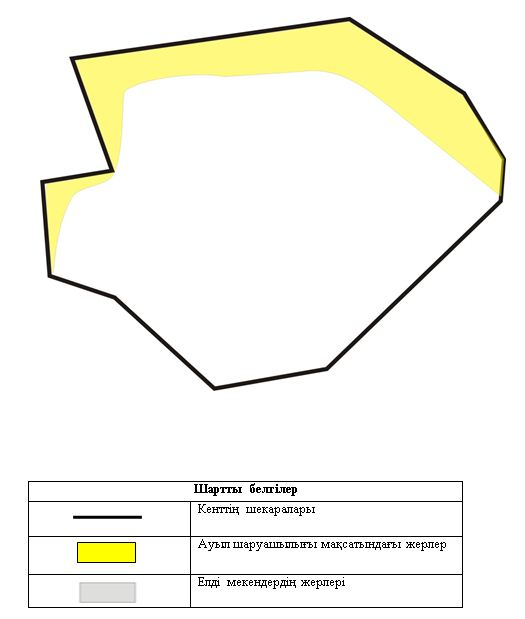 Шартты белгілер
Кенттің шекаралары
Ауыл шаруашылығы мақсатындағы жерлер
Елді мекендердің жерлері